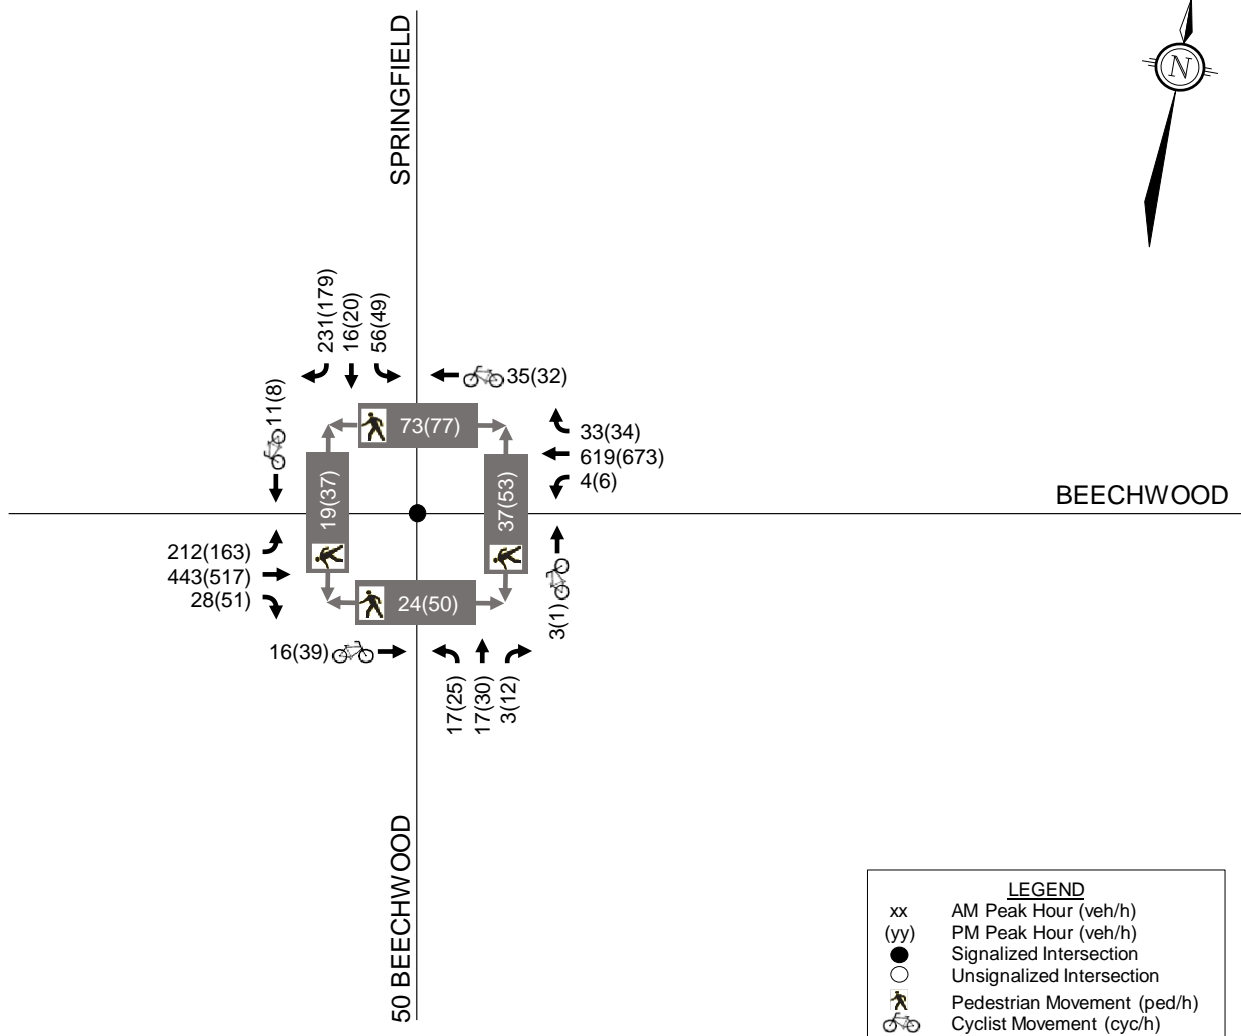 SPRINGFIELD
N
231(179)
16(20)
56(49)
11(8)
35(32)
73(77)
33(34)
619(673)
4(6)
19(37)
37(53)
BEECHWOOD
212(163)
443(517)
28(51)
24(50)
3(1)
16(39)
17(25)
17(30)
3(12)
50 BEECHWOOD
LEGEND
xx AM Peak Hour (veh/h)
(yy) PM Peak Hour (veh/h)
Signalized Intersection
Unsignalized Intersection
Pedestrian Movement (ped/h)
Cyclist Movement (cyc/h)